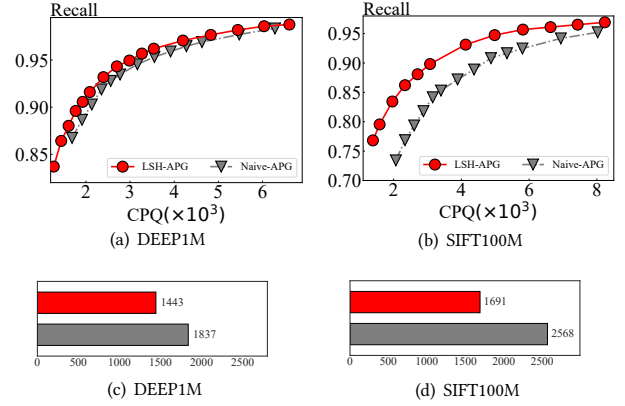 Recall
0.95
0.90
0.85
LSH-APG
Naive-APG
2
3
4
5
6
CPQ(×10³)
(a) DEEP1M
Recall
1.00
0.95
0.90
0.85
0.80
0.75
0.70
LSH-APG
Naive-APG
2
4
6
8
CPQ(×10³)
(b) SIFT100M
1443
1837
0 500 1000 1500 2000 2500
(c) DEEP1M
1691
2568
0 500 1000 1500 2000 2500
(d) SIFT100M